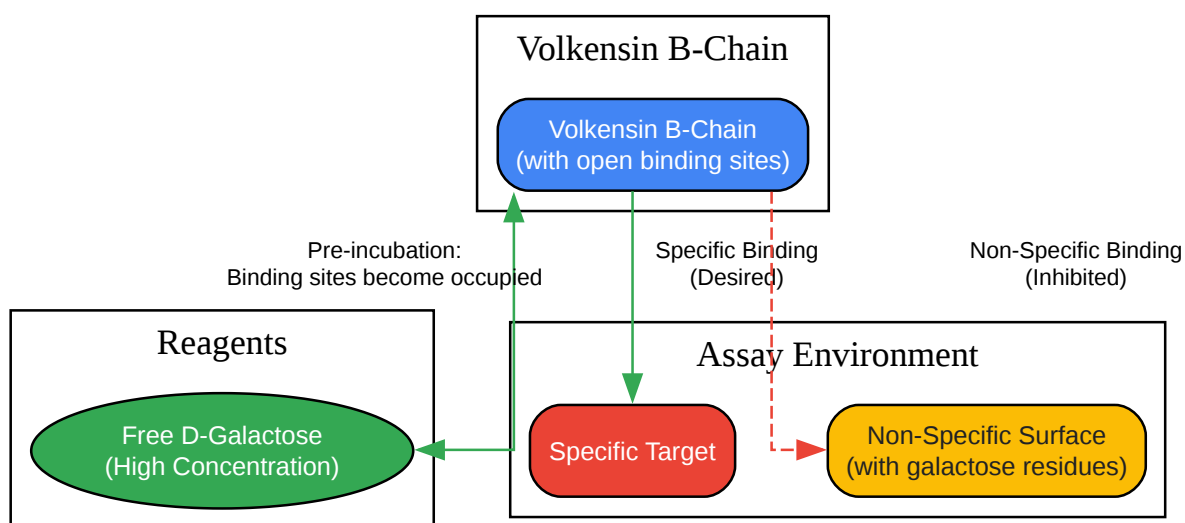 Volkensin B-Chain
Volkensin B-Chain
(with open binding sites)
Pre-incubation:
Binding sites become occupied
Specific Binding
(Desired)
Non-Specific Binding
(Inhibited)
Reagents
Free D-Galactose
(High Concentration)
Assay Environment
Specific Target
Non-Specific Surface
(with galactose residues)